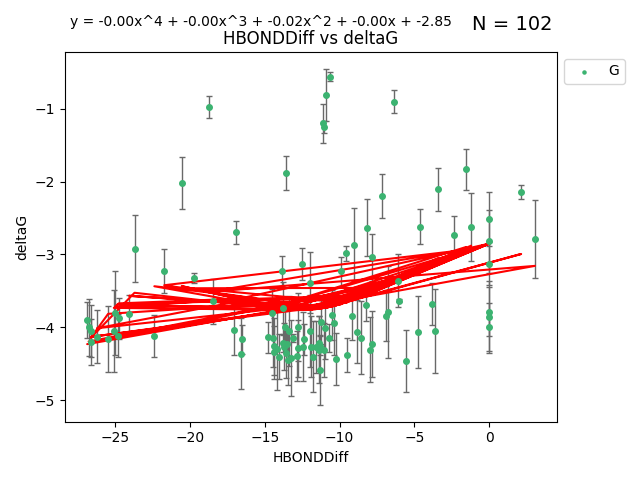 y = -0.00x^4 + -0.00x^3 + -0.02x^2 + -0.00x + -2.85
N = 102
HBONDDiff vs deltaG
G
deltaG
−1
−2
−3
−4
−5
−25 −20 −15 −10 −5 0
HBONDDiff